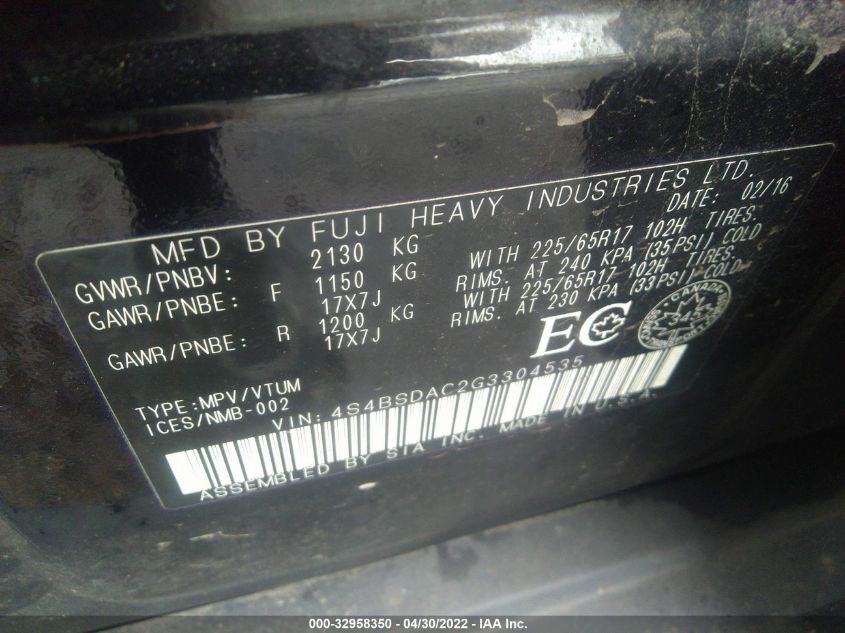 MFD BY FUJI HEAVY INDUSTRIES LTD.
DATE: 02/16
GVWR/PNBV: 2130 KG
GAWR/PNBE: F 1150 KG WITH 225/65R17 102H TIRES.
17X7J RIMS. AT 240 KPA (35PSI) COLD
GAWR/PNBE: R 1200 KG WITH 225/65R17 102H TIRES.
17X7J RIMS. AT 230 KPA (33PSI) COLD
EC
TYPE:MPV/VTUM
ICES/NMB-002
VIN: 4S4BSDAC2G3304535
ASSEMBLED BY SIA INC. MADE IN U.S.A.
000-32958350 - 04/30/2022 - IAA Inc.